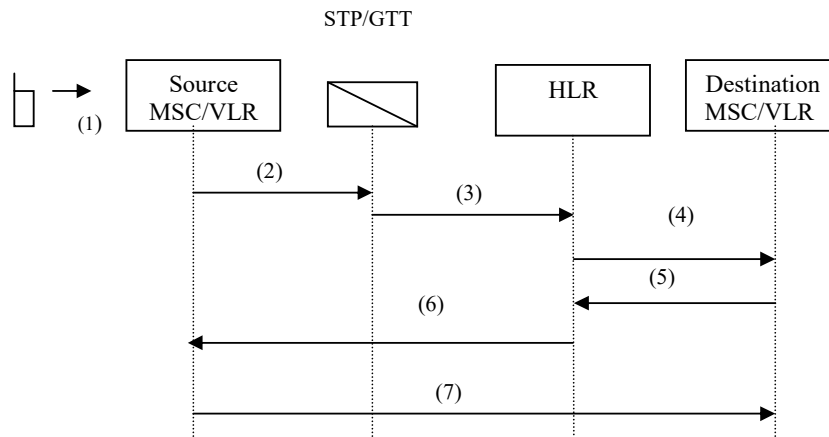 STP/GTT
Source
MSC/VLR
HLR
Destination
MSC/VLR
(1)
(2)
(3)
(4)
(5)
(6)
(7)